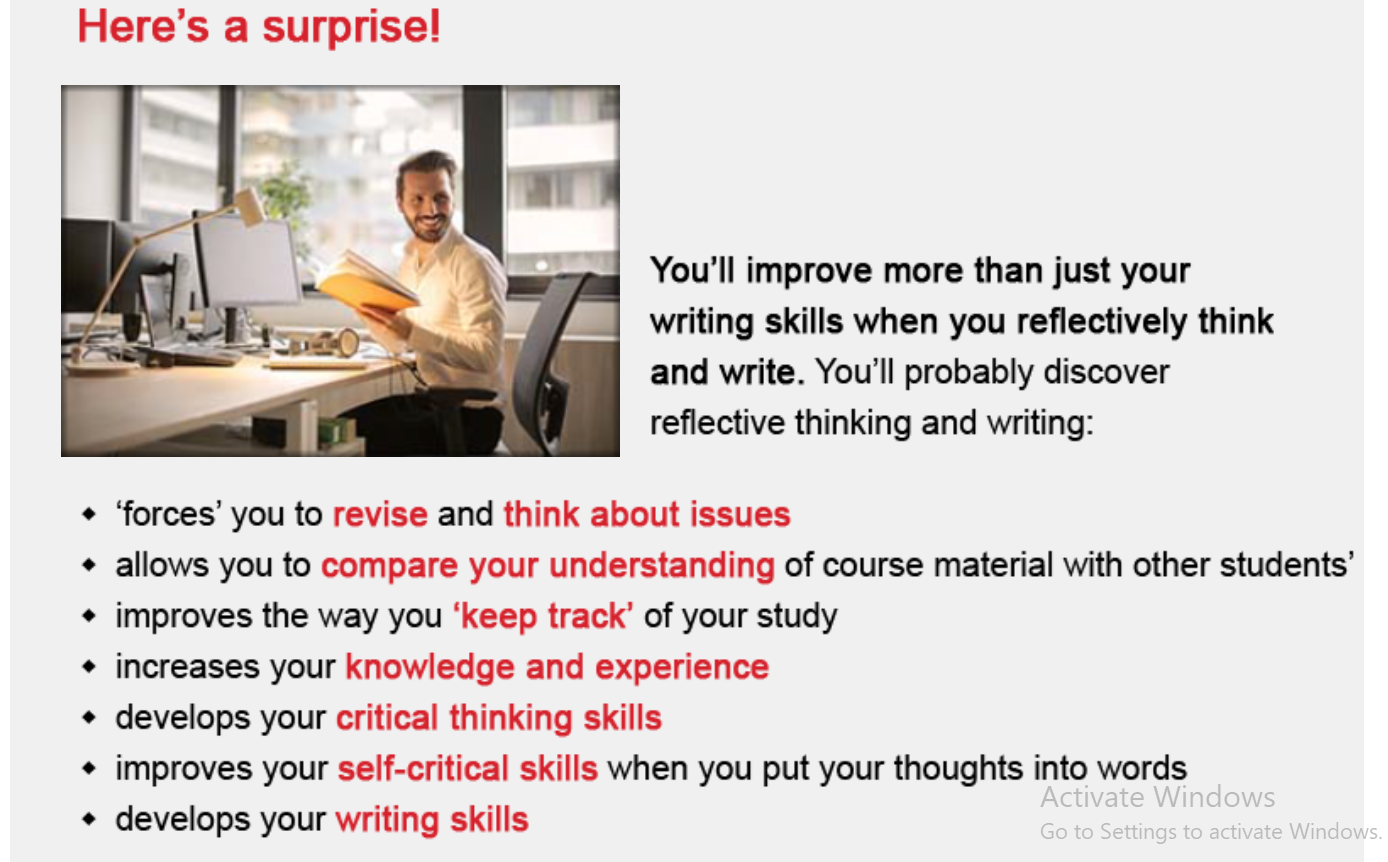 Here’s a surprise!
You’ll improve more than just your
writing skills when you reflectively think
and write. You’ll probably discover
reflective thinking and writing:
‘forces’ you to revise and think about issues
allows you to compare your understanding of course material with other students’
improves the way you ‘keep track’ of your study
increases your knowledge and experience
develops your critical thinking skills
improves your self-critical skills when you put your thoughts into words
develops your writing skills
Activate Windows
Go to Settings to activate Windows.